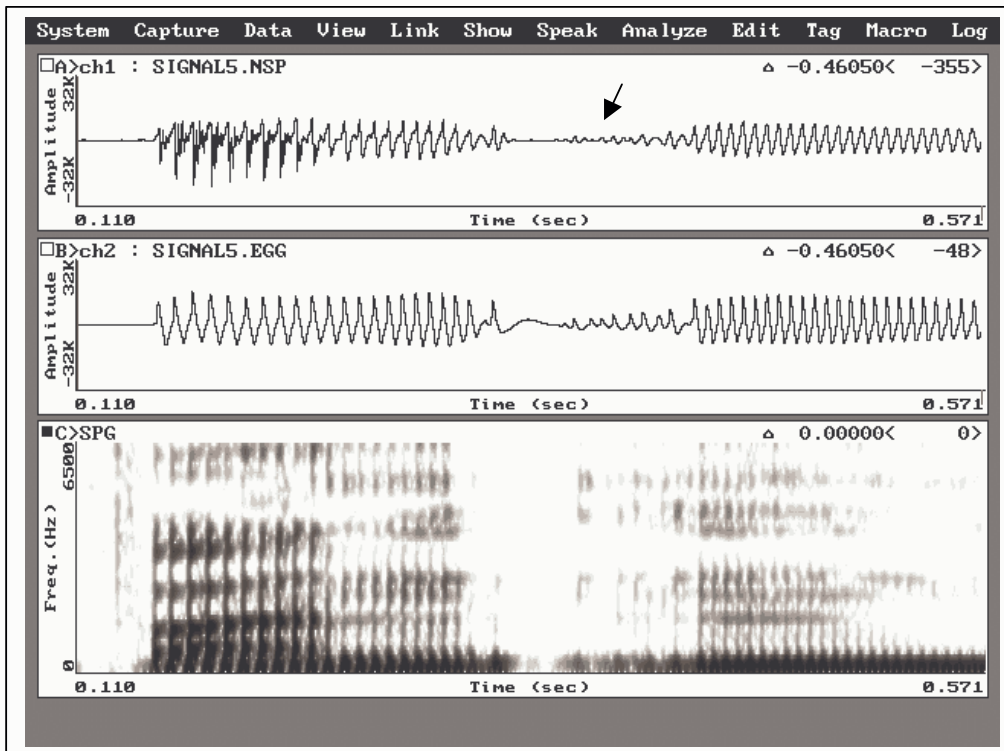 System Capture Data View Link Show Speak Analyze Edit Tag Macro Log
A>ch1 : SIGNAL5.NSP △ -0.46050< -355>
Amplitude
-32K 32K
0.110 Time (sec) 0.571
B>ch2 : SIGNAL5.EGG △ -0.46050< -48>
Amplitude
-32K 32K
0.110 Time (sec) 0.571
C>SPG △ 0.00000< 0>
Freq.(Hz)
0 6500
0.110 Time (sec) 0.571